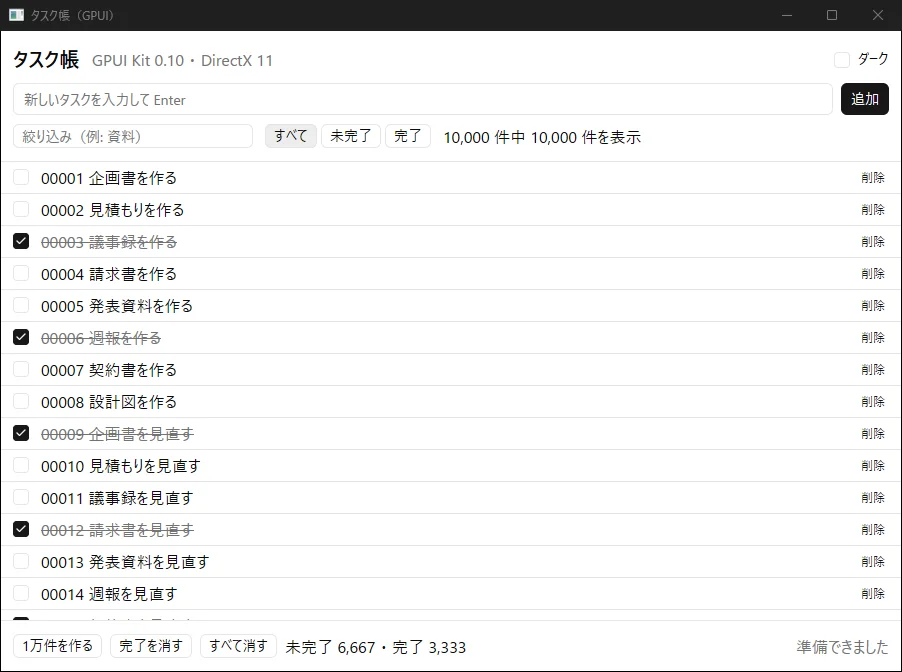 タスク帳（GPUI）
タスク帳 GPUI Kit 0.10・DirectX 11 ダーク
新しいタスクを入力して Enter 追加
絞り込み（例: 資料） すべて 未完了 完了 10,000 件中 10,000 件を表示
00001 企画書を作る 削除
00002 見積もりを作る 削除
00003 議事録を作る 削除
00004 請求書を作る 削除
00005 発表資料を作る 削除
00006 週報を作る 削除
00007 契約書を作る 削除
00008 設計図を作る 削除
00009 企画書を見直す 削除
00010 見積もりを見直す 削除
00011 議事録を見直す 削除
00012 請求書を見直す 削除
00013 発表資料を見直す 削除
00014 週報を見直す 削除
1万件を作る 完了を消す すべて消す 未完了 6,667・完了 3,333 準備できました